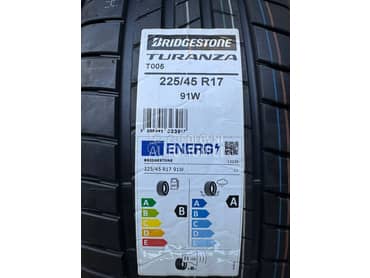 BRIDGESTONE
TURANZA
T005
225/45 R17
91W
ENERG
BRIDGESTONE
225/45 R17 91W
A
B
C
D
E
B
A
B
C
D
E
A